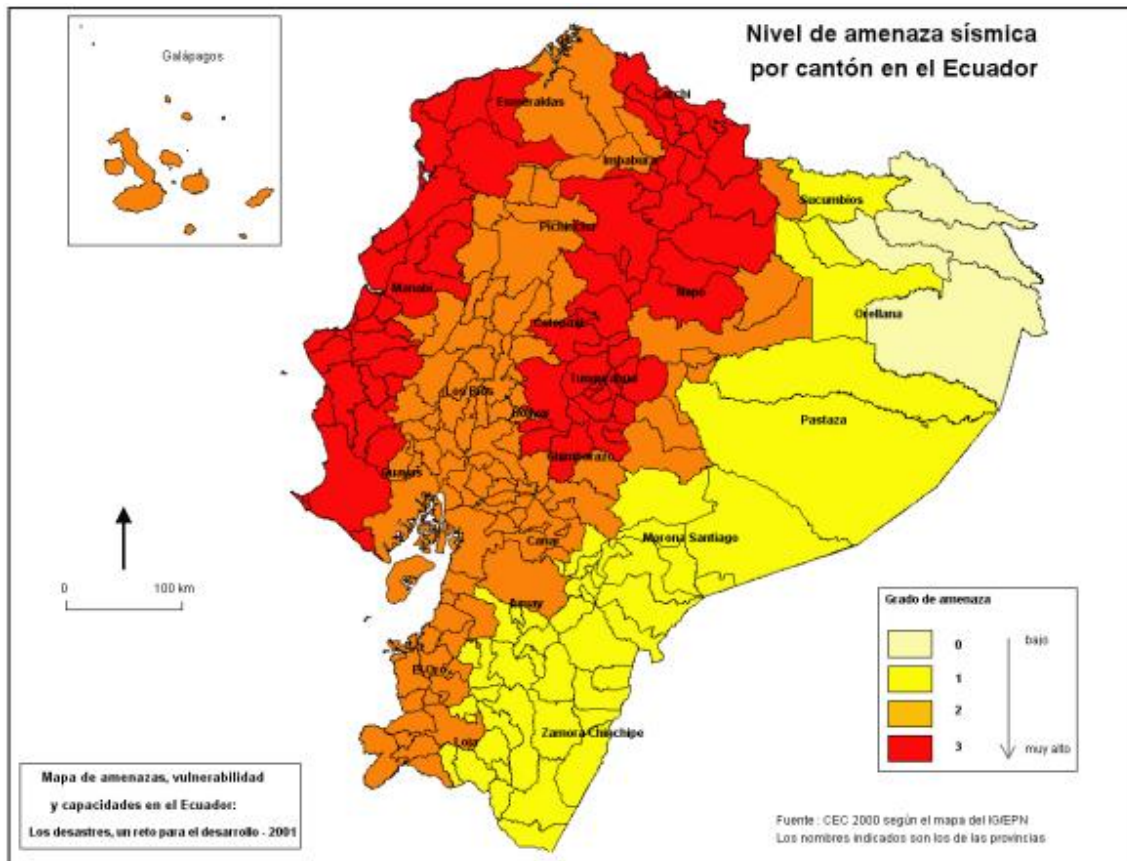 Nivel de amenaza sísmica
por cantón en el Ecuador
Galápagos
Esmeraldas
Carchi
Imbabura
Sucumbios
Pichincha
Manabi
Napo
Orellana
Cotopaxi
Tungurahua
Los Rios
Bolivar
Pastaza
Chimborazo
Guayas
Cañar
Morona Santiago
Azuay
El Oro
Loja
Zamora Chinchipe
0 100 km
Grado de amenaza
0 bajo
1
2
3 muy alto
Mapa de amenazas, vulnerabilidad
y capacidades en el Ecuador:
Los desastres, un reto para el desarrollo - 2001
Fuente : CEC 2000 según el mapa del IG/EPN
Los nombres indicados son los de las provincias